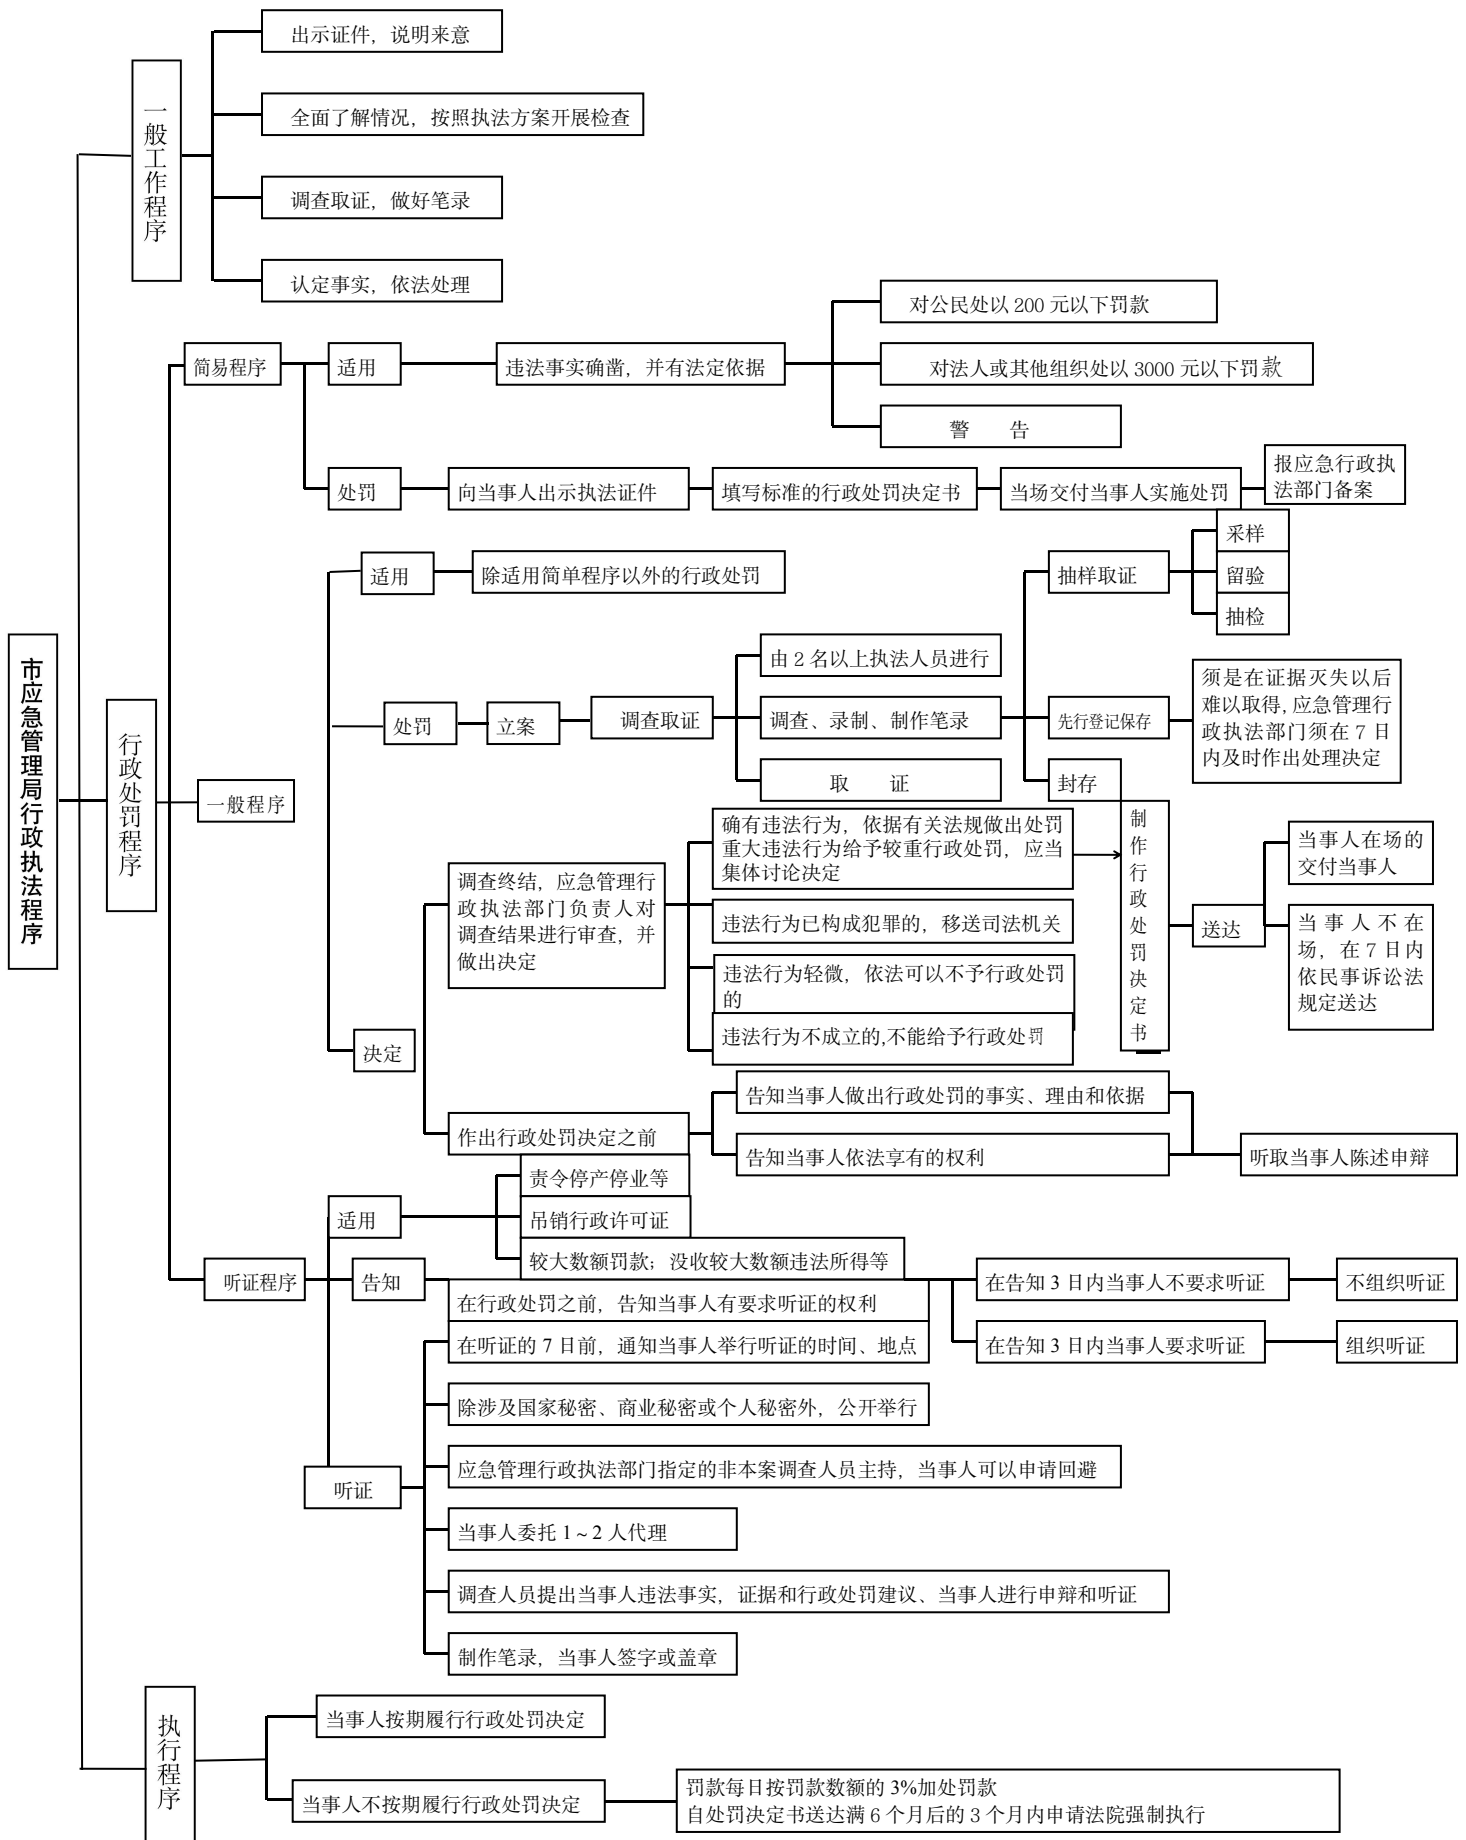 市应急管理局行政执法程序
一般工作程序
出示证件，说明来意
全面了解情况，按照执法方案开展检查
调查取证，做好笔录
认定事实，依法处理
行政处罚程序
简易程序
适用
违法事实确凿，并有法定依据
对公民处以 200 元以下罚款
对法人或其他组织处以 3000 元以下罚款
警 告
处罚
向当事人出示执法证件
填写标准的行政处罚决定书
当场交付当事人实施处罚
报应急行政执
法部门备案
一般程序
适用
除适用简单程序以外的行政处罚
处罚
立案
调查取证
由 2 名以上执法人员进行
调查、录制、制作笔录
取 证
抽样取证
采样
留验
抽检
先行登记保存
须是在证据灭失以后
难以取得,应急管理行
政执法部门须在 7 日
内及时作出处理决定
封存
决定
调查终结，应急管理行
政执法部门负责人对
调查结果进行审查，并
做出决定
确有违法行为，依据有关法规做出处罚
重大违法行为给予较重行政处罚，应当
集体讨论决定
违法行为已构成犯罪的，移送司法机关
违法行为轻微，依法可以不予行政处罚
的
违法行为不成立的,不能给予行政处罚
制作行政处罚决定书
送达
当事人在场的
交付当事人
当事人不在
场，在 7 日内
依民事诉讼法
规定送达
作出行政处罚决定之前
告知当事人做出行政处罚的事实、理由和依据
告知当事人依法享有的权利
听取当事人陈述申辩
听证程序
适用
责令停产停业等
吊销行政许可证
较大数额罚款；没收较大数额违法所得等
告知
在行政处罚之前，告知当事人有要求听证的权利
在告知 3 日内当事人不要求听证
不组织听证
在告知 3 日内当事人要求听证
组织听证
听证
在听证的 7 日前，通知当事人举行听证的时间、地点
除涉及国家秘密、商业秘密或个人秘密外，公开举行
应急管理行政执法部门指定的非本案调查人员主持，当事人可以申请回避
当事人委托 1～2 人代理
调查人员提出当事人违法事实，证据和行政处罚建议、当事人进行申辩和听证
制作笔录，当事人签字或盖章
执行程序
当事人按期履行行政处罚决定
当事人不按期履行行政处罚决定
罚款每日按罚款数额的 3%加处罚款
自处罚决定书送达满 6 个月后的 3 个月内申请法院强制执行